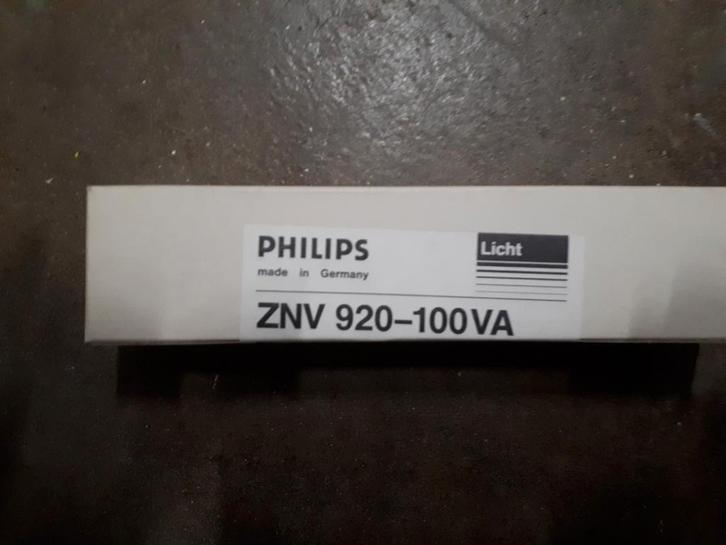 PHILIPS
Licht
made in Germany
ZNV 920–100VA